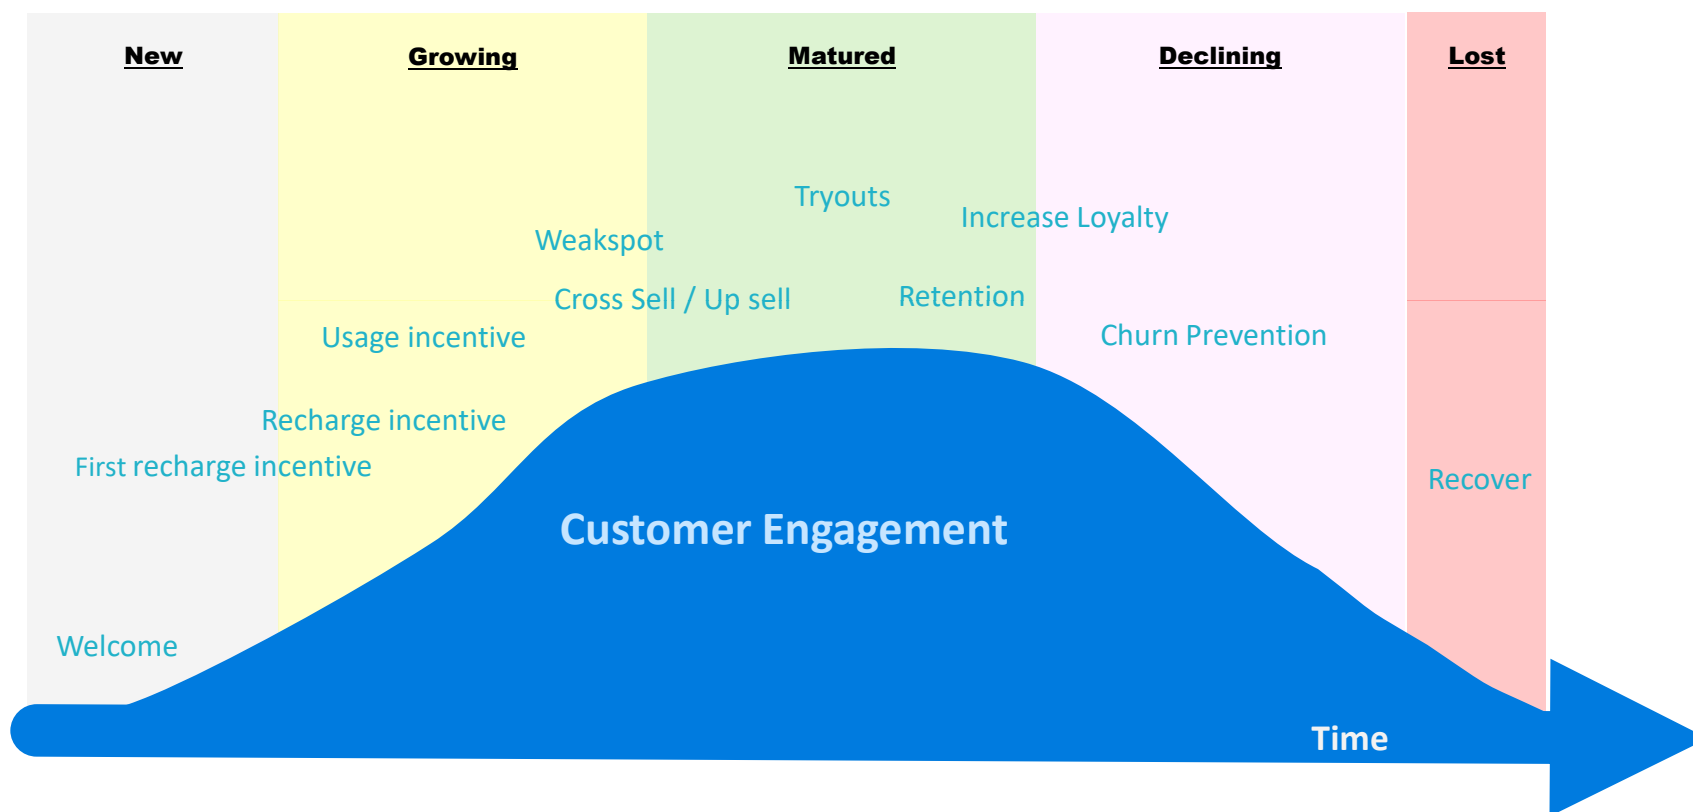 New
Growing
Matured
Declining
Lost
Tryouts
Increase Loyalty
Weakspot
Cross Sell / Up sell
Retention
Usage incentive
Churn Prevention
Recharge incentive
First recharge incentive
Recover
Customer Engagement
Welcome
Time